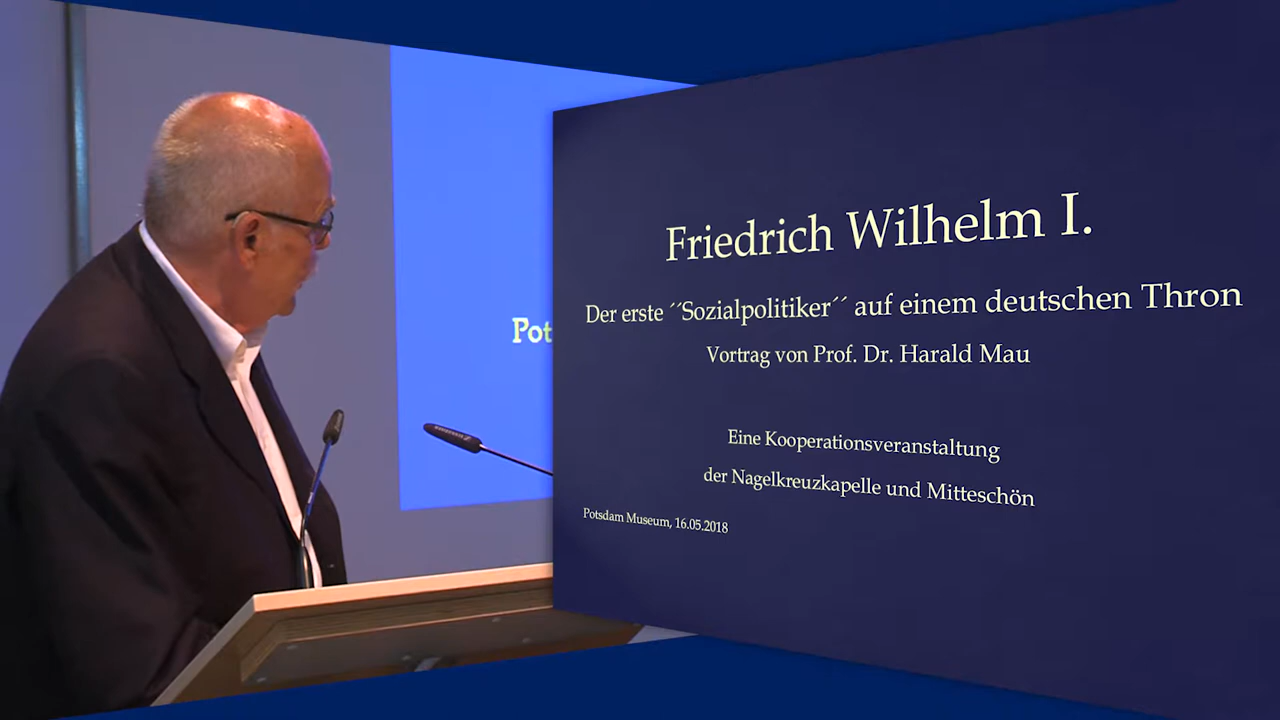 Pot
Friedrich Wilhelm I.
Der erste ´´Sozialpolitiker´´ auf einem deutschen Thron
Vortrag von Prof. Dr. Harald Mau
Eine Kooperationsveranstaltung
der Nagelkreuzkapelle und Mitteschön
Potsdam Museum, 16.05.2018